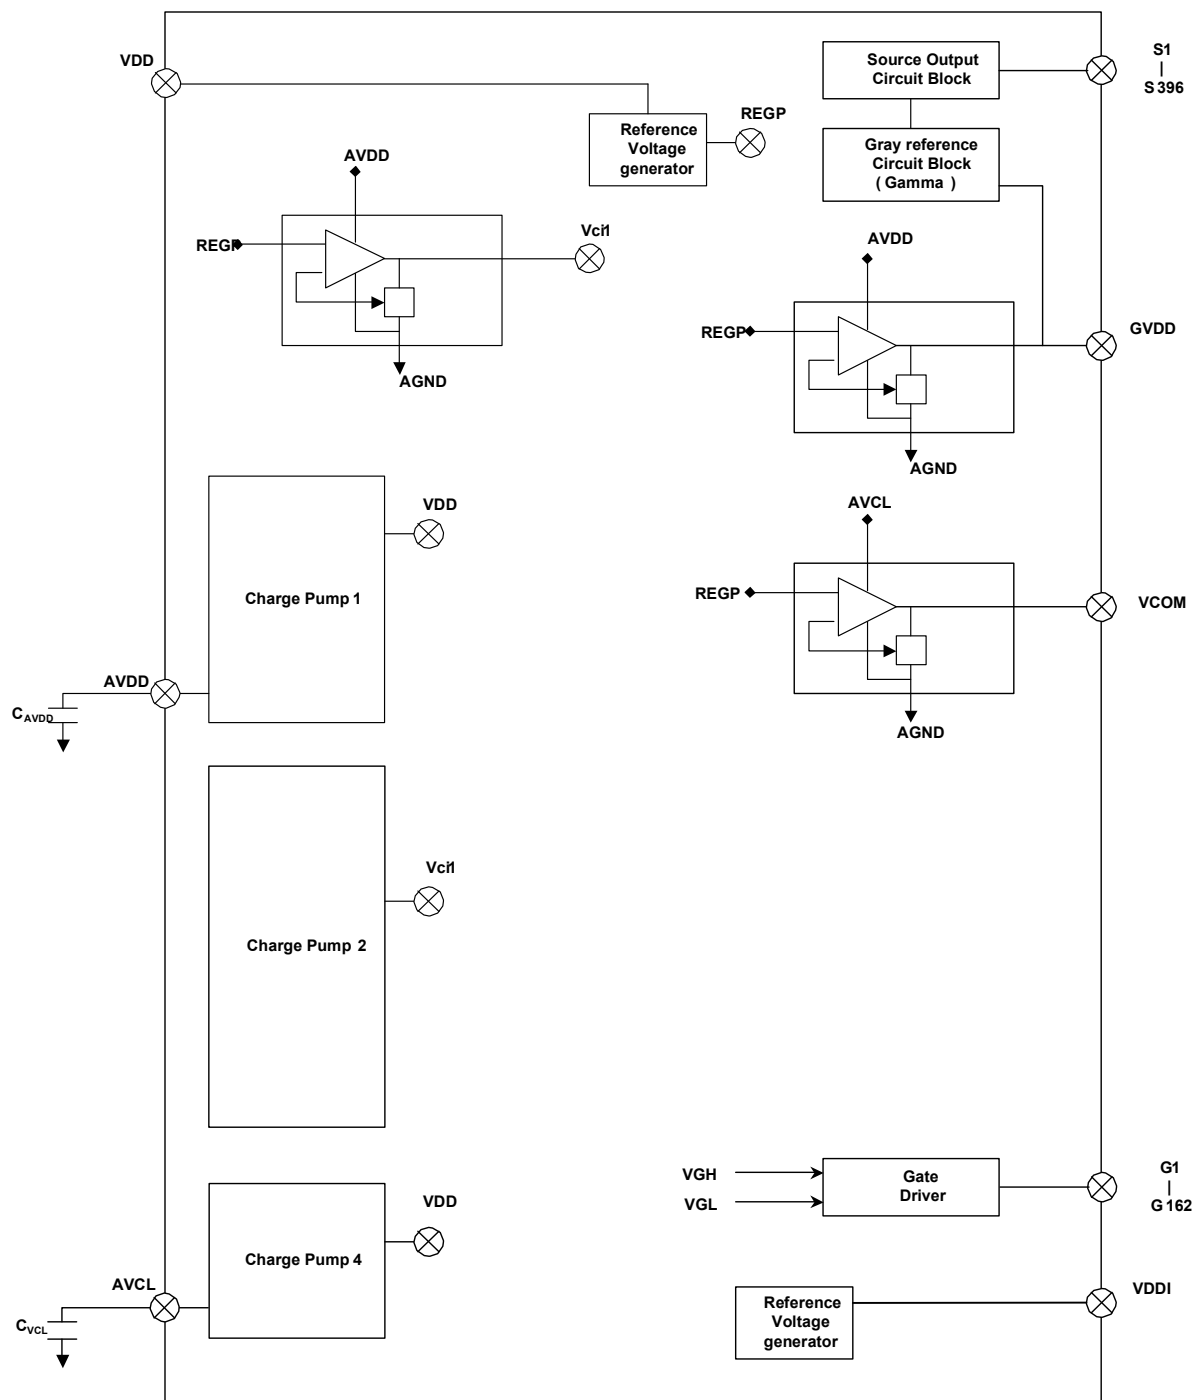 VDD
S1
|
S396
Source Output
Circuit Block
REGP
Reference
Voltage
generator
Gray reference
Circuit Block
( Gamma )
AVDD
REGP
Vci1
AGND
AVDD
REGP
GVDD
AGND
VDD
Charge Pump 1
AVDD
CAVDD
AVCL
REGP
VCOM
AGND
Vci1
Charge Pump 2
VGH
VGL
Gate
Driver
G1
|
G162
VDD
Charge Pump 4
AVCL
CVCL
Reference
Voltage
generator
VDDI